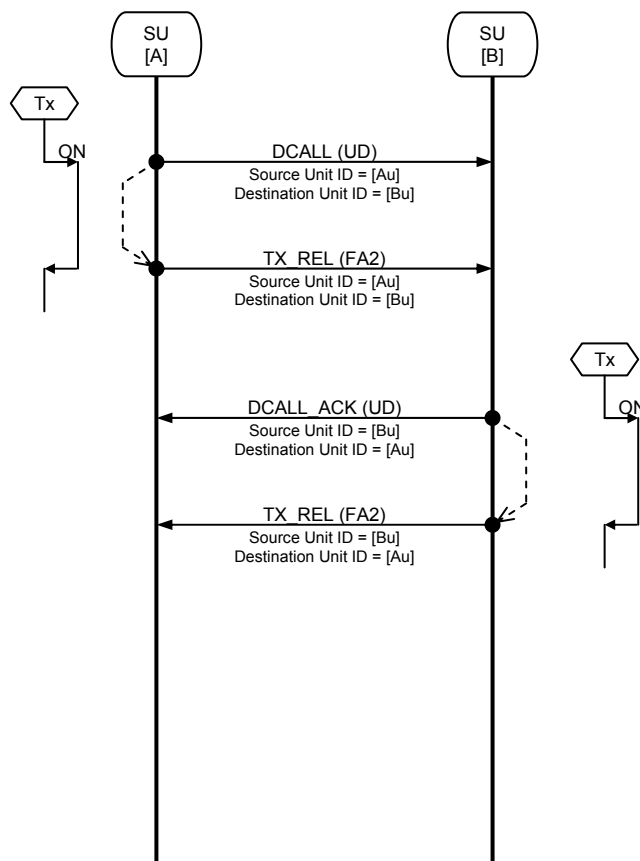 SU
[A]
SU
[B]
Tx
ON
DCALL (UD)
Source Unit ID = [Au]
Destination Unit ID = [Bu]
TX_REL (FA2)
Source Unit ID = [Au]
Destination Unit ID = [Bu]
Tx
ON
DCALL_ACK (UD)
Source Unit ID = [Bu]
Destination Unit ID = [Au]
TX_REL (FA2)
Source Unit ID = [Bu]
Destination Unit ID = [Au]